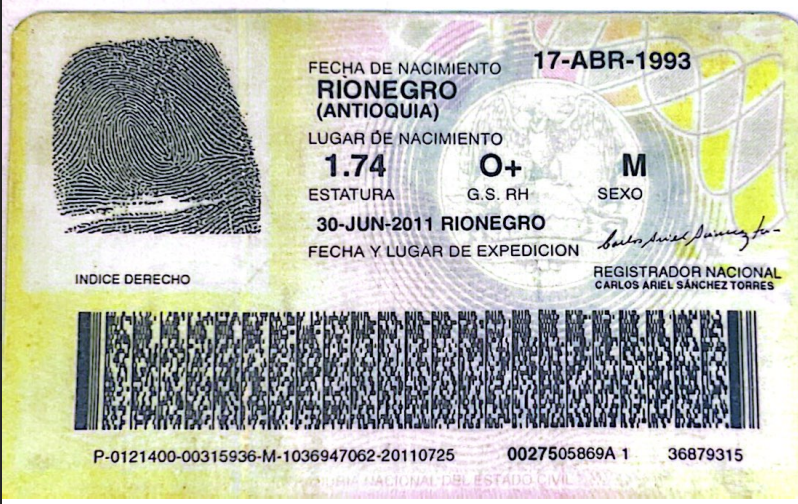 FECHA DE NACIMIENTO 17-ABR-1993
RIONEGRO
(ANTIOQUIA)
LUGAR DE NACIMIENTO
1.74 O+ M
ESTATURA G.S. RH SEXO
30-JUN-2011 RIONEGRO
FECHA Y LUGAR DE EXPEDICION
INDICE DERECHO
REGISTRADOR NACIONAL
CARLOS ARIEL SÁNCHEZ TORRES
P-0121400-00315936-M-1036947062-20110725 0027505869A 1 36879315
NACIONAL DEL ESTADO CIVIL